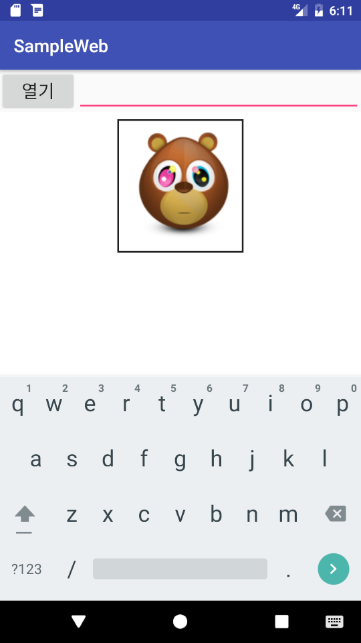 4G 6:11
SampleWeb
열기
1 2 3 4 5 6 7 8 9 0
q w e r t y u i o p
a s d f g h j k l
z x c v b n m
?123 / .